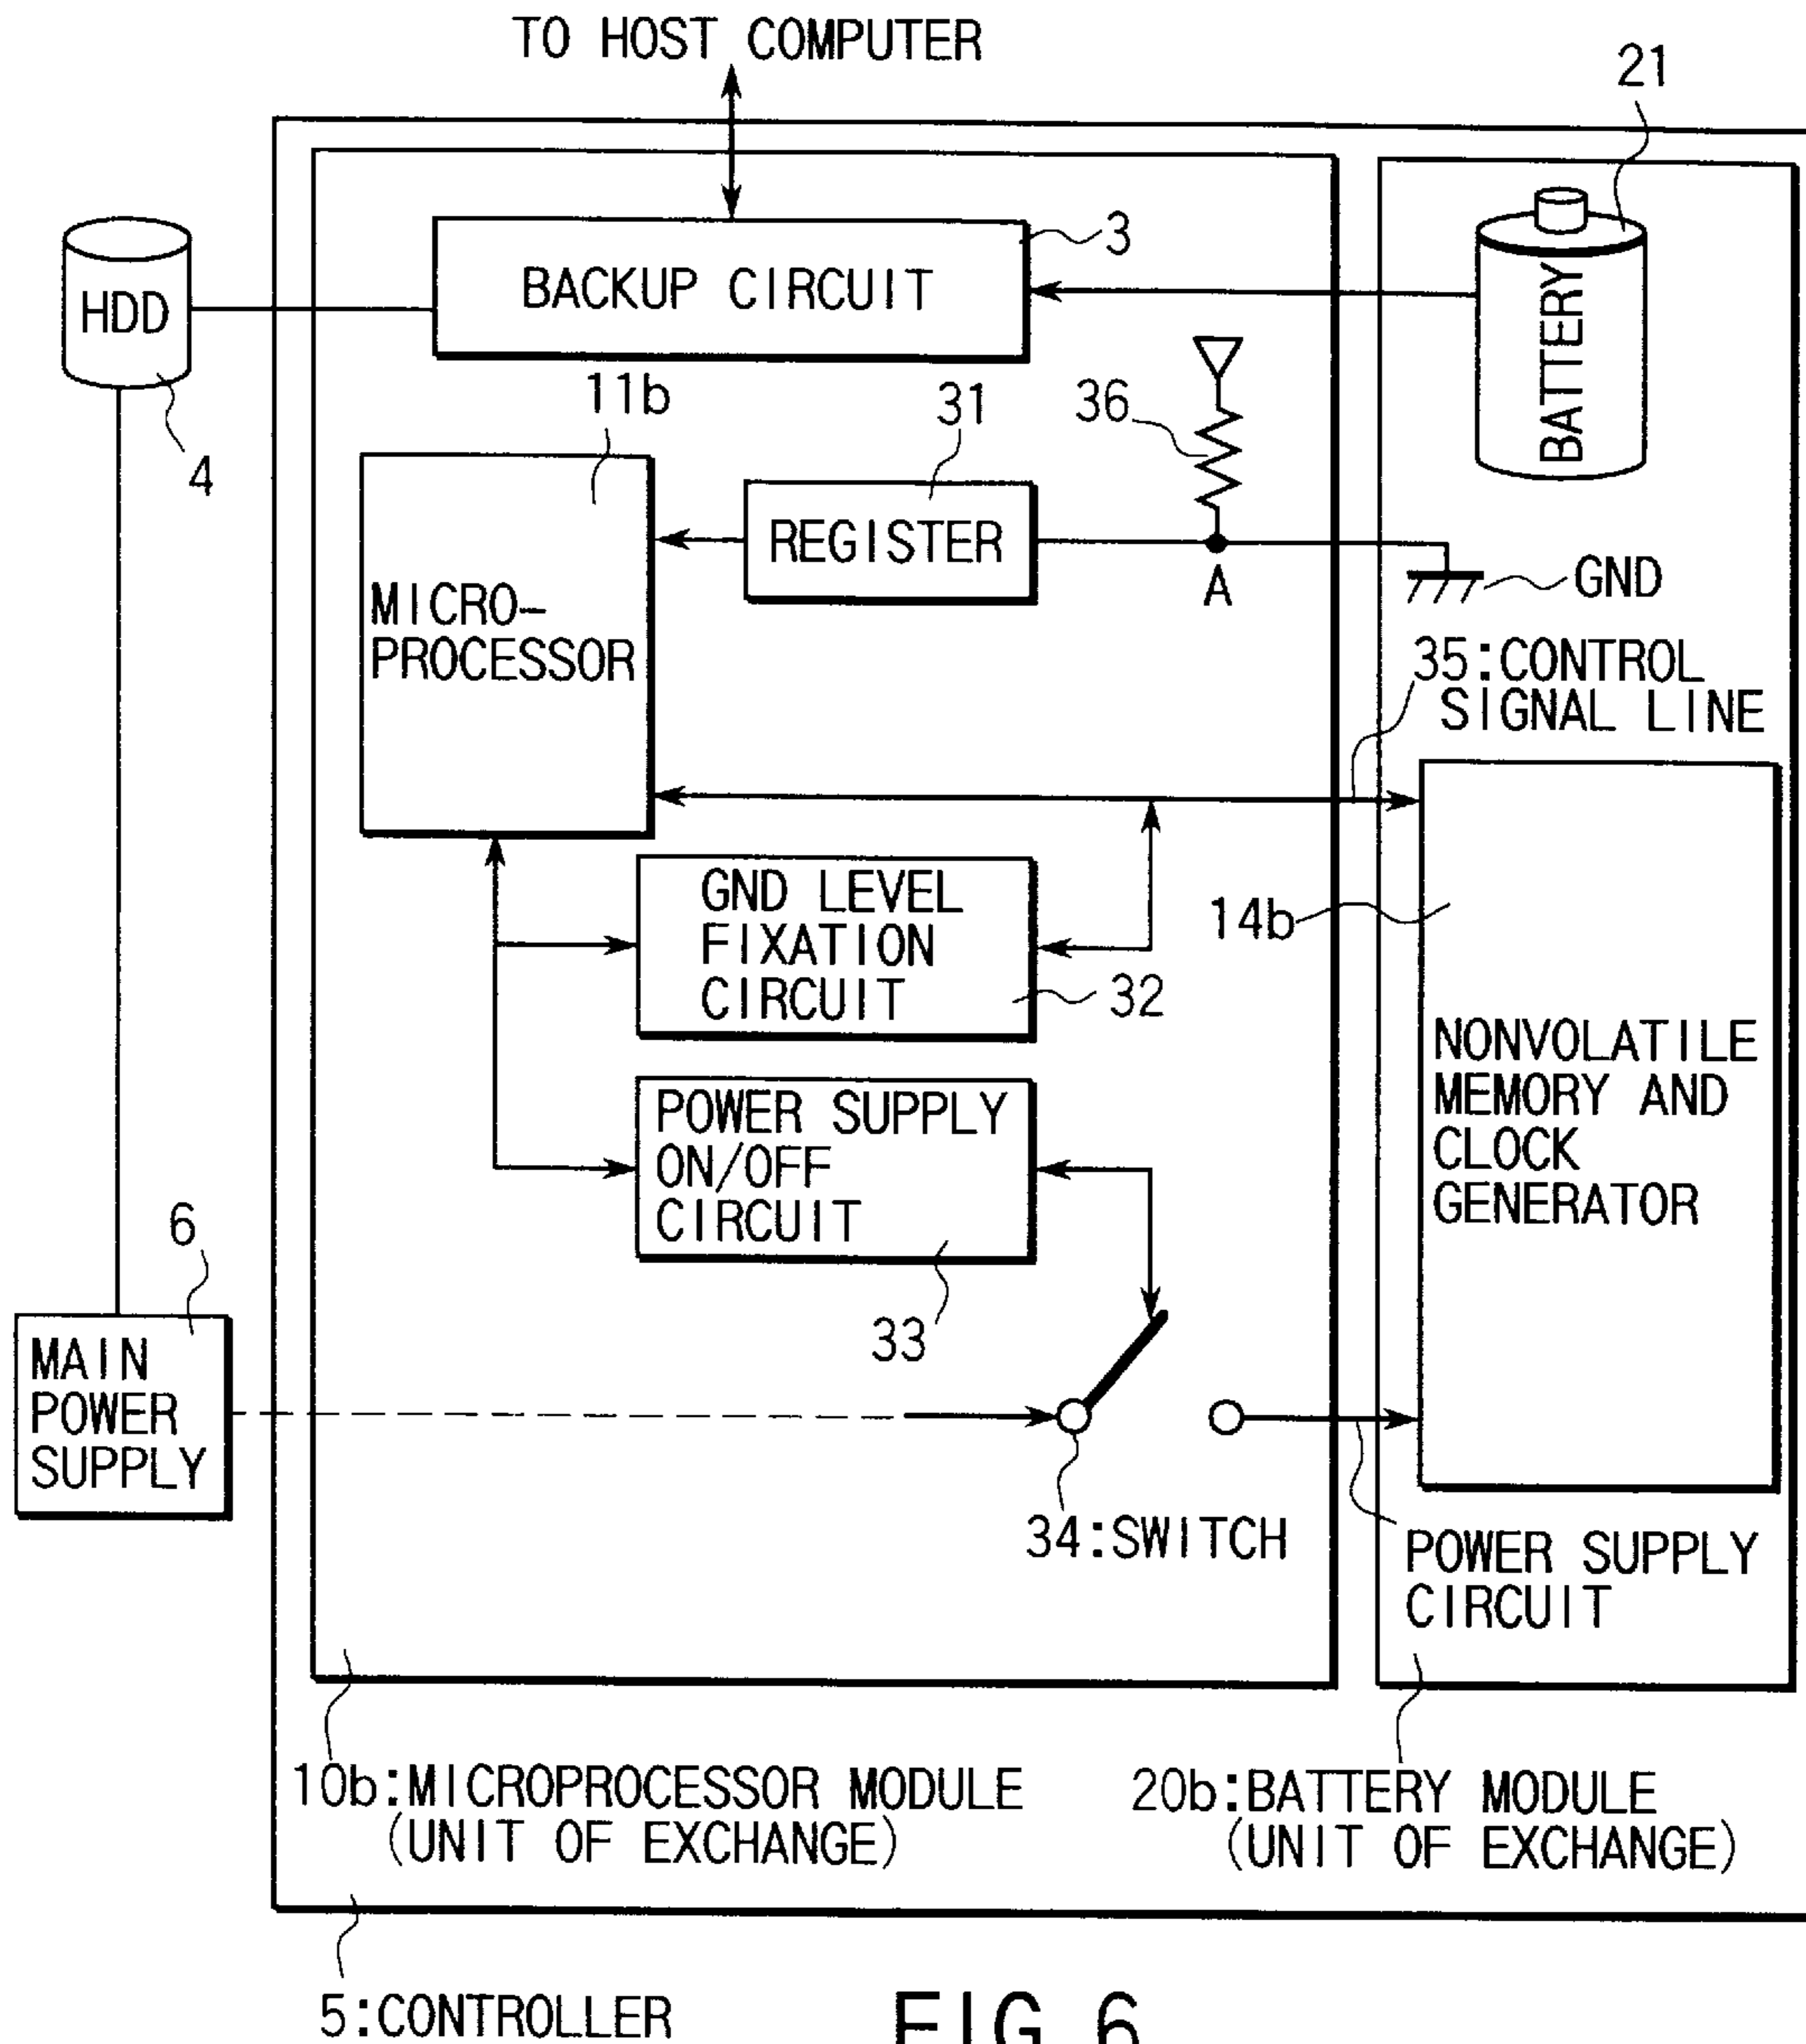 TO HOST COMPUTER
21
3
BACKUP CIRCUIT
HDD
BATTERY
4
11b
31
36
REGISTER
A
GND
MICRO-
PROCESSOR
35:CONTROL
SIGNAL LINE
GND LEVEL
FIXATION
CIRCUIT
32
14b
NONVOLATILE
MEMORY AND
CLOCK
GENERATOR
POWER SUPPLY
ON/OFF
CIRCUIT
33
6
MAIN
POWER
SUPPLY
34:SWITCH
POWER SUPPLY
CIRCUIT
10b:MICROPROCESSOR MODULE
(UNIT OF EXCHANGE)
20b:BATTERY MODULE
(UNIT OF EXCHANGE)
5:CONTROLLER
FIG.6